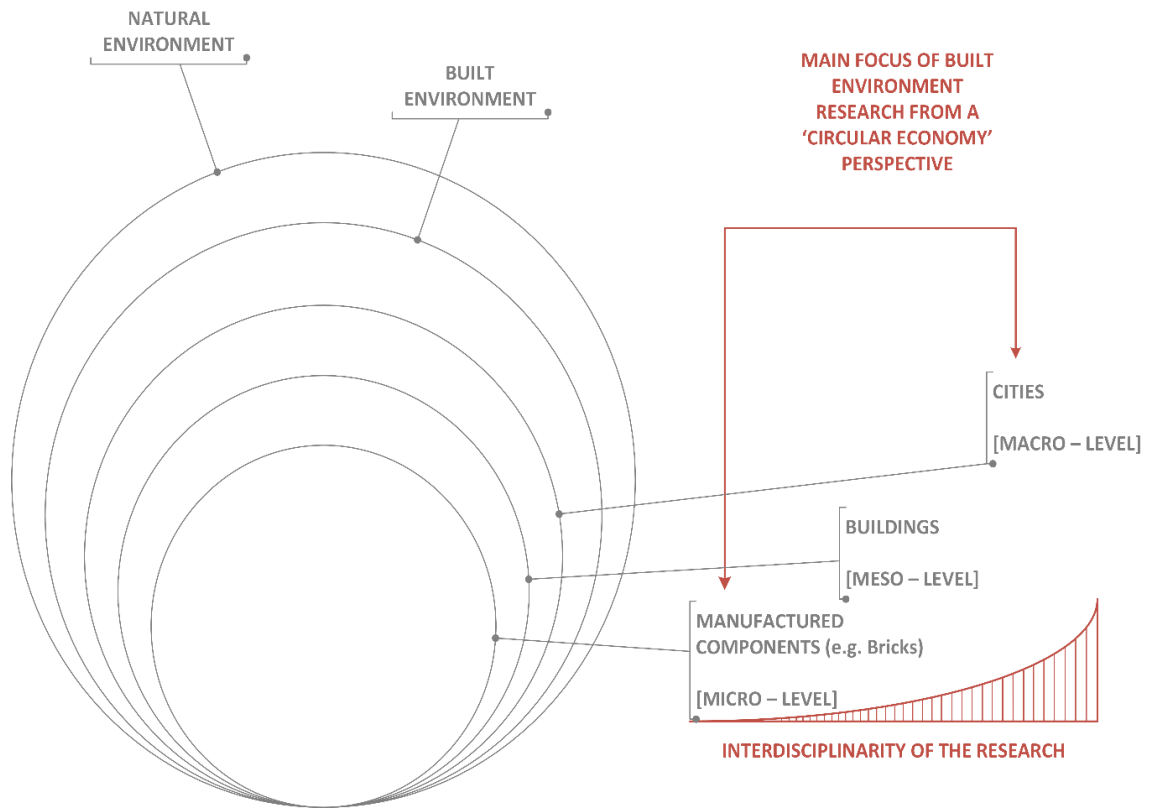 NATURAL
ENVIRONMENT
BUILT
ENVIRONMENT
MAIN FOCUS OF BUILT
ENVIRONMENT
RESEARCH FROM A
‘CIRCULAR ECONOMY’
PERSPECTIVE
CITIES
[MACRO – LEVEL]
BUILDINGS
[MESO – LEVEL]
MANUFACTURED
COMPONENTS (e.g. Bricks)
[MICRO – LEVEL]
INTERDISCIPLINARITY OF THE RESEARCH